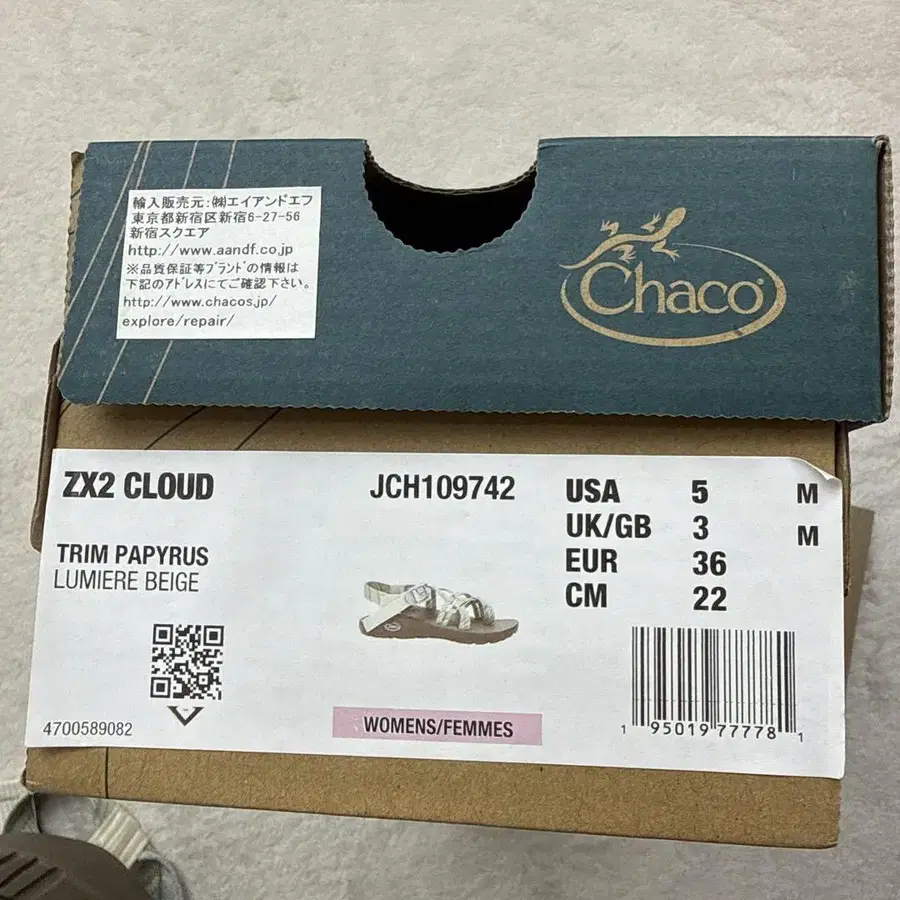 輸入販売元:㈱エイアンドエフ
東京都新宿区新宿6-27-56
新宿スクエア
http://www.aandf.co.jp
※品質保証等ブランドの情報は
下記のアドレスにてご確認下さい。
http://www.chacos.jp/
explore/repair/
Chaco
ZX2 CLOUD
JCH109742
TRIM PAPYRUS
LUMIERE BEIGE
USA 5 M
UK/GB 3 M
EUR 36
CM 22
Chaco
4700589082
WOMENS/FEMMES
1 95019 77778 1